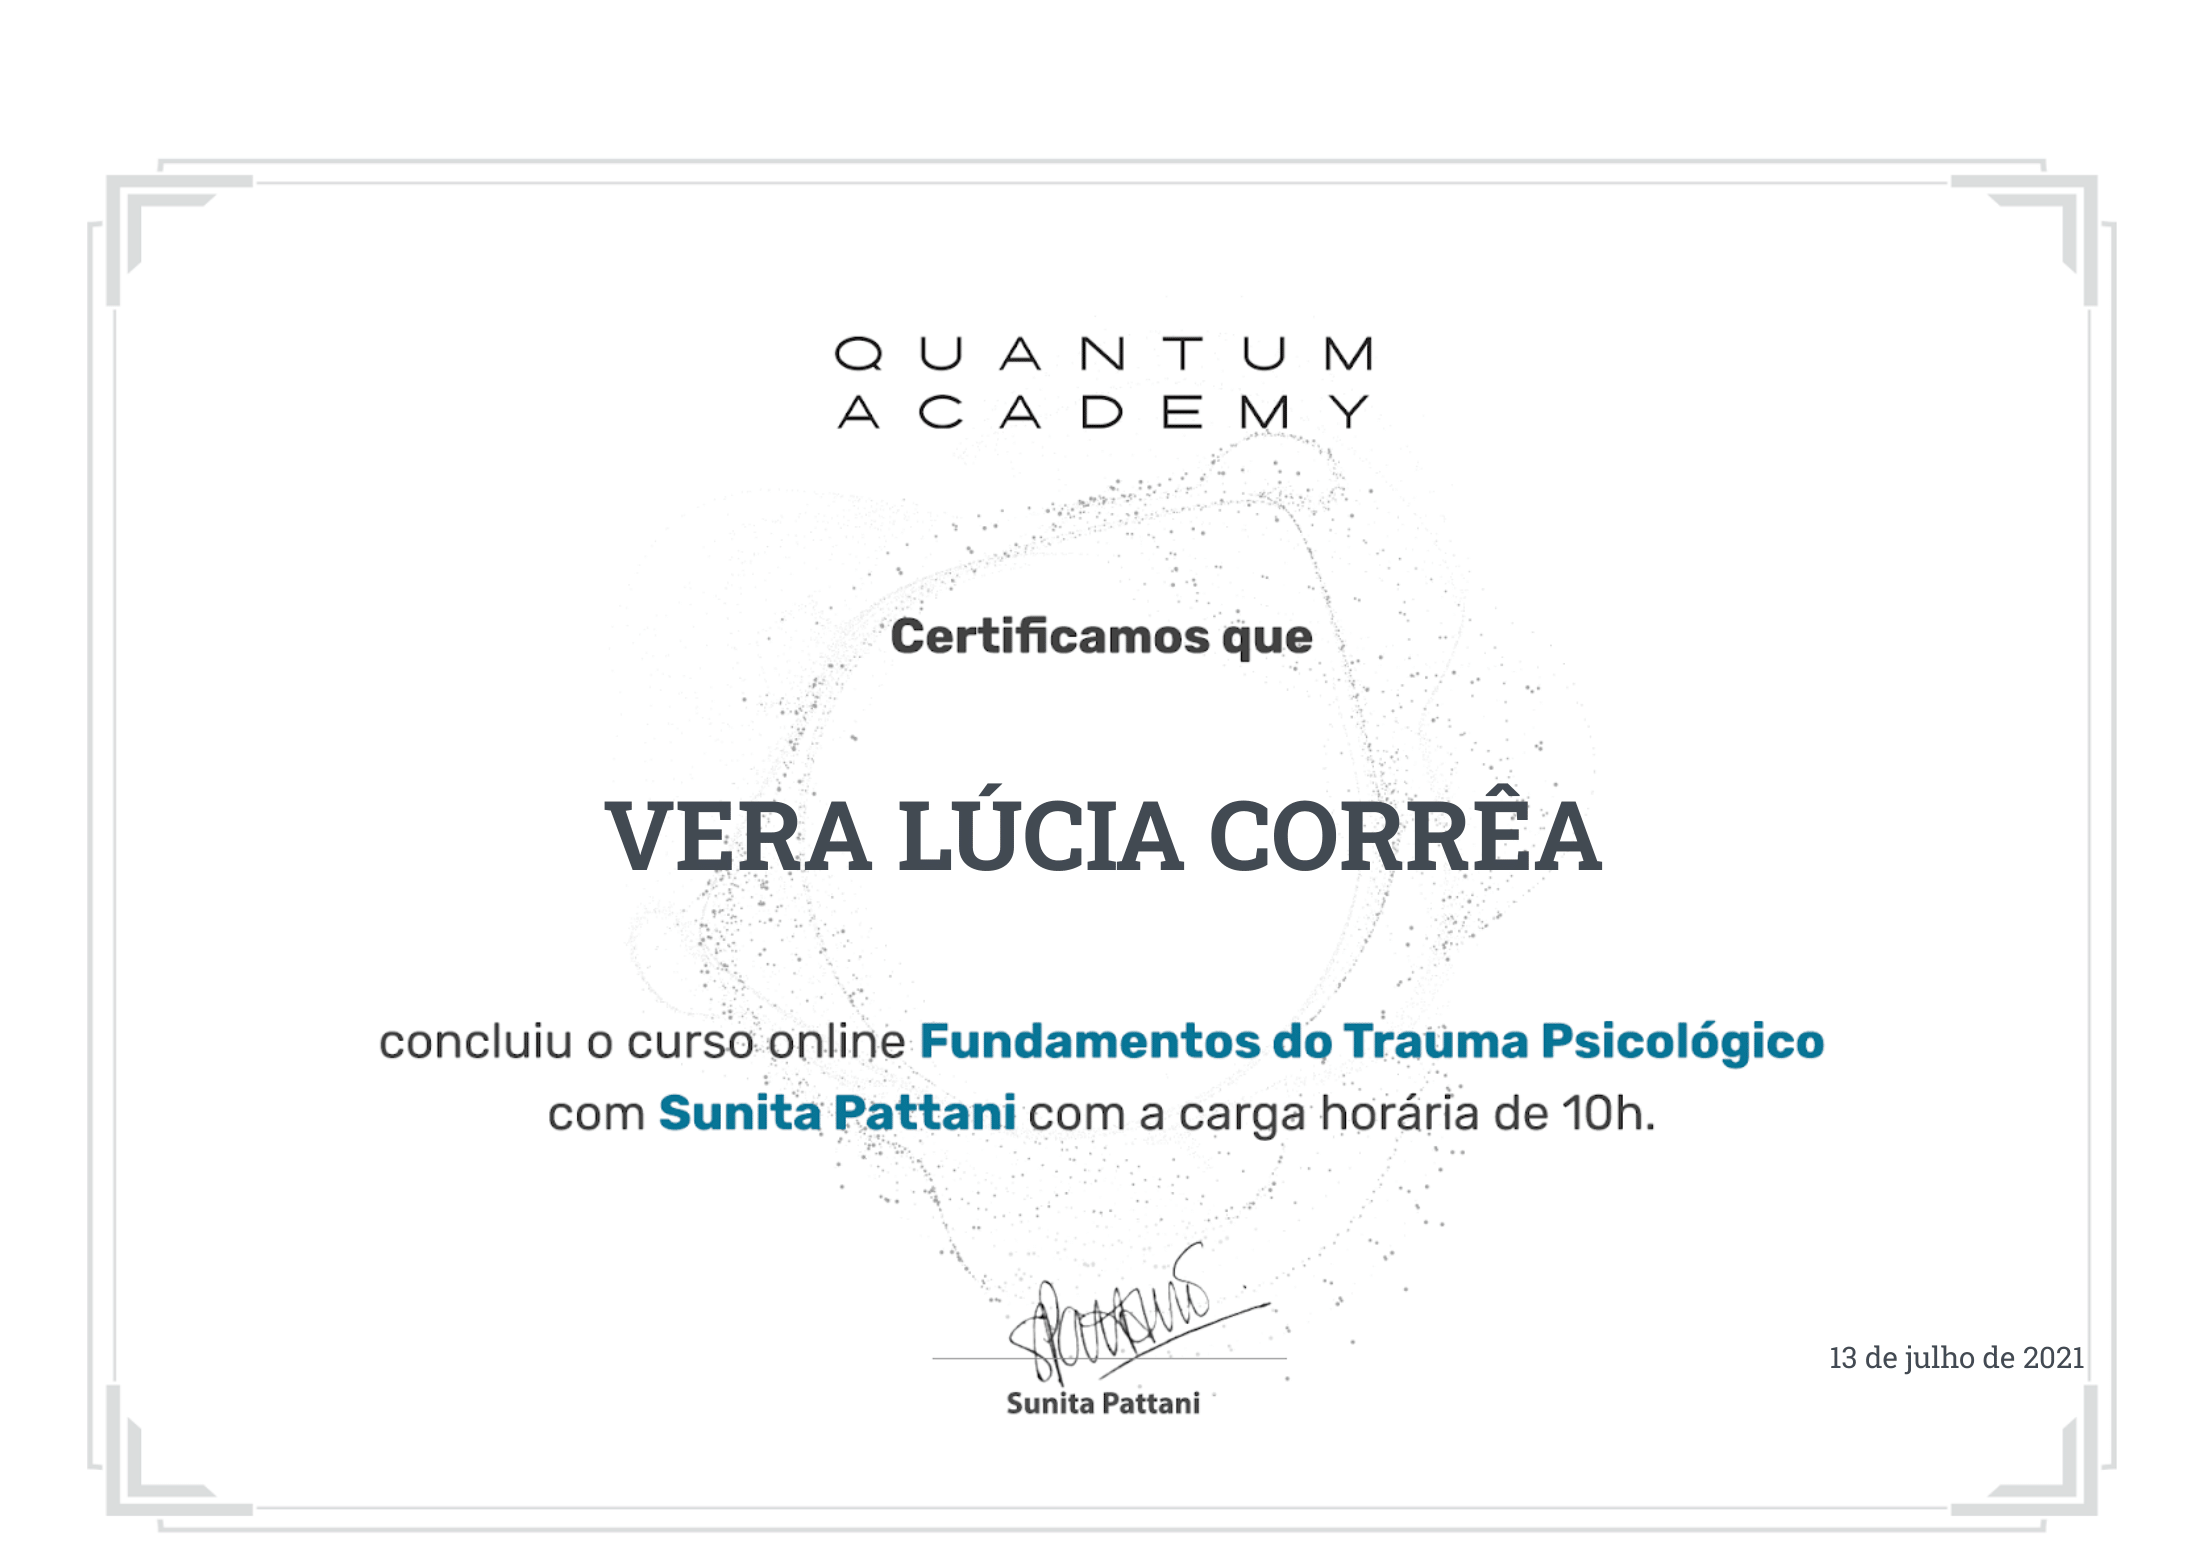 QUANTUM
ACADEMY
Certificamos que
VERA LÚCIA CORRÊA
concluiu o curso online Fundamentos do Trauma Psicológico
com Sunita Pattani com a carga horária de 10h.
SPattani
Sunita Pattani
13 de julho de 2021